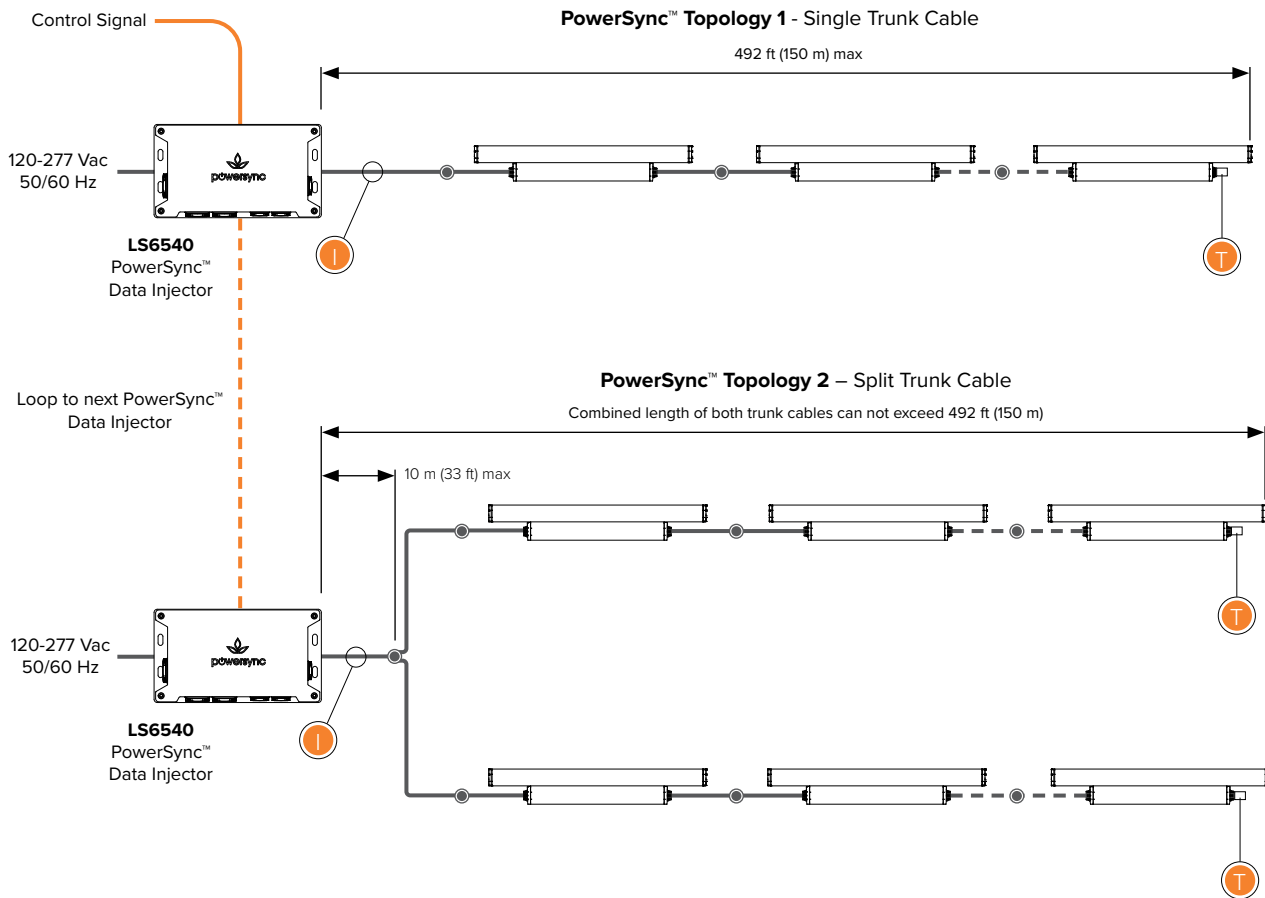 Control Signal
PowerSync™ Topology 1 - Single Trunk Cable
492 ft (150 m) max
120-277 Vac
50/60 Hz
powersync
LS6540
PowerSync™
Data Injector
I
T
Loop to next PowerSync™
Data Injector
PowerSync™ Topology 2 – Split Trunk Cable
Combined length of both trunk cables can not exceed 492 ft (150 m)
10 m (33 ft) max
T
120-277 Vac
50/60 Hz
powersync
LS6540
PowerSync™
Data Injector
I
T